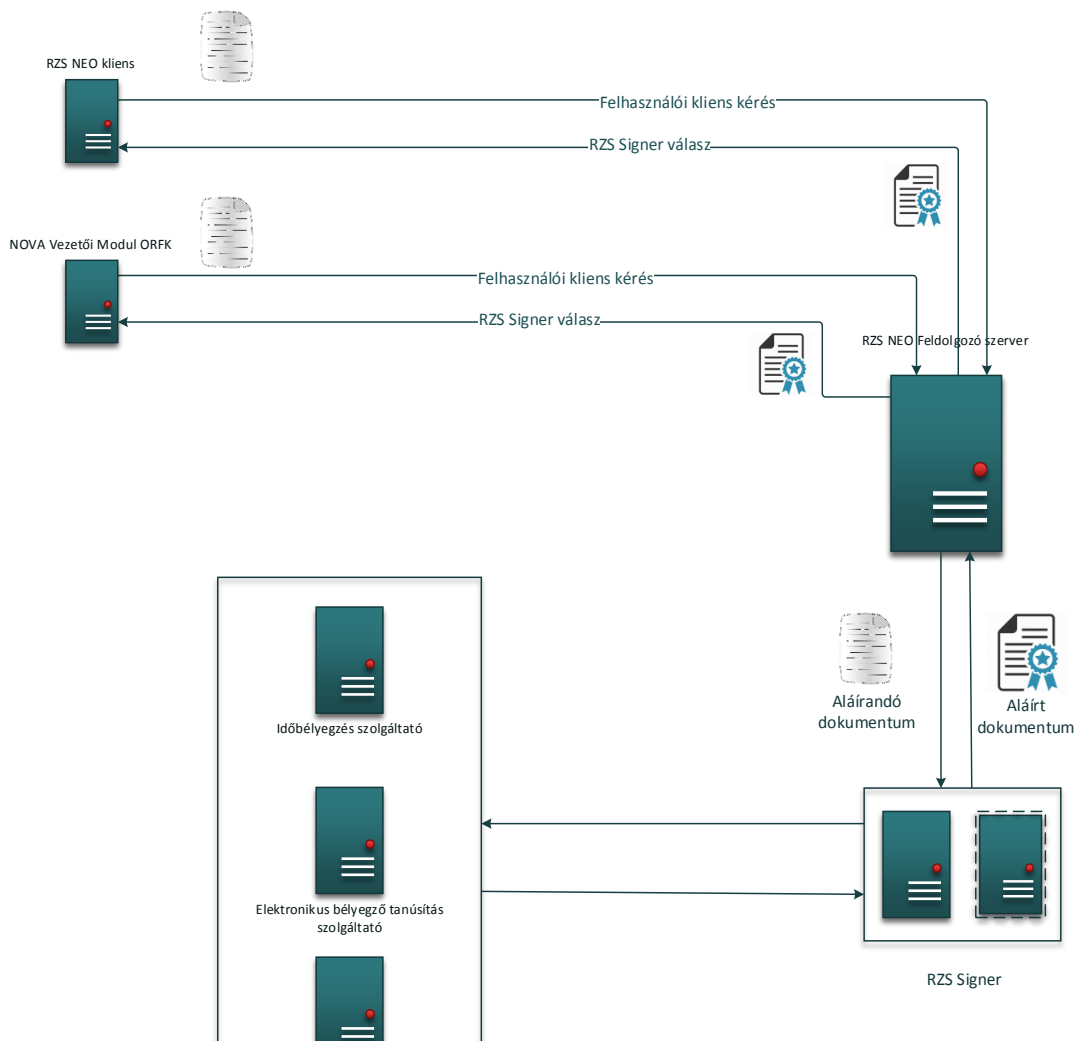 RZS NEO kliens
Felhasználói kliens kérés
RZS Signer válasz
NOVA Vezetői Modul ORFK
Felhasználói kliens kérés
RZS Signer válasz
RZS NEO Feldolgozó szerver
Időbélyegzés szolgáltató
Aláírandó
dokumentum
Aláírt
dokumentum
Elektronikus bélyegző tanúsítás
szolgáltató
RZS Signer